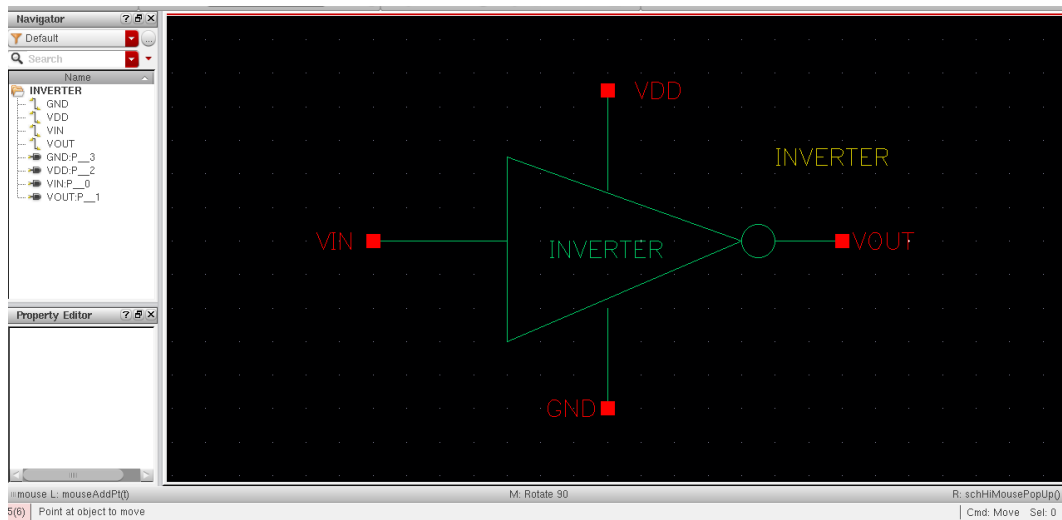 Navigator
Default
Search
Name
INVERTER
GND
VDD
VIN
VOUT
GND:P__3
VDD:P__2
VIN:P__0
VOUT:P__1
Property Editor
VDD
INVERTER
VIN
INVERTER
VOUT
GND
mouse L: mouseAddPt(t)
M: Rotate 90
R: schHiMousePopUp()
5(6)
Point at object to move
Cmd: Move Sel: 0